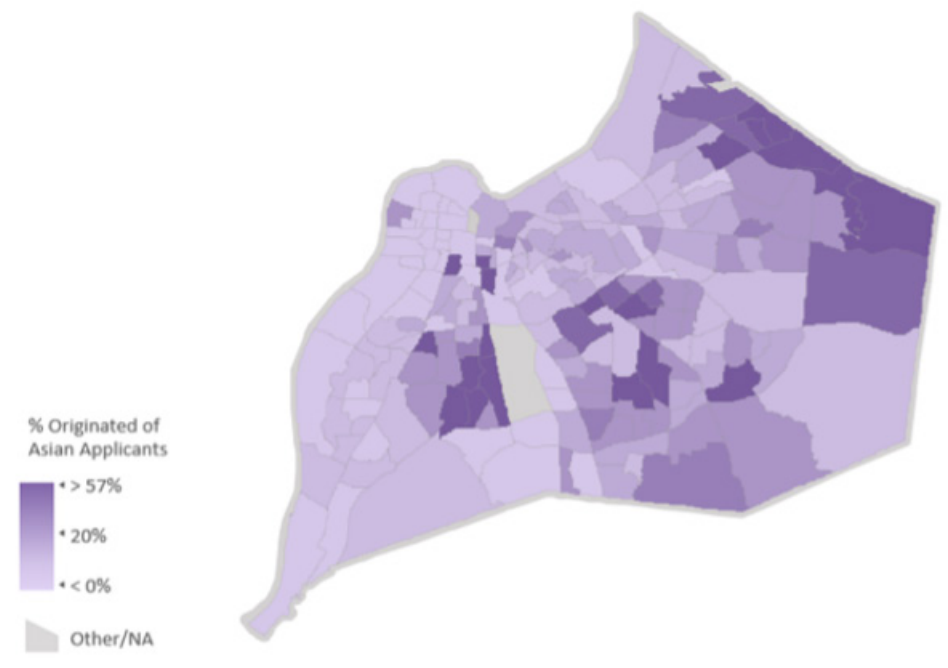 % Originated of
Asian Applicants
> 57%
20%
< 0%
Other/NA